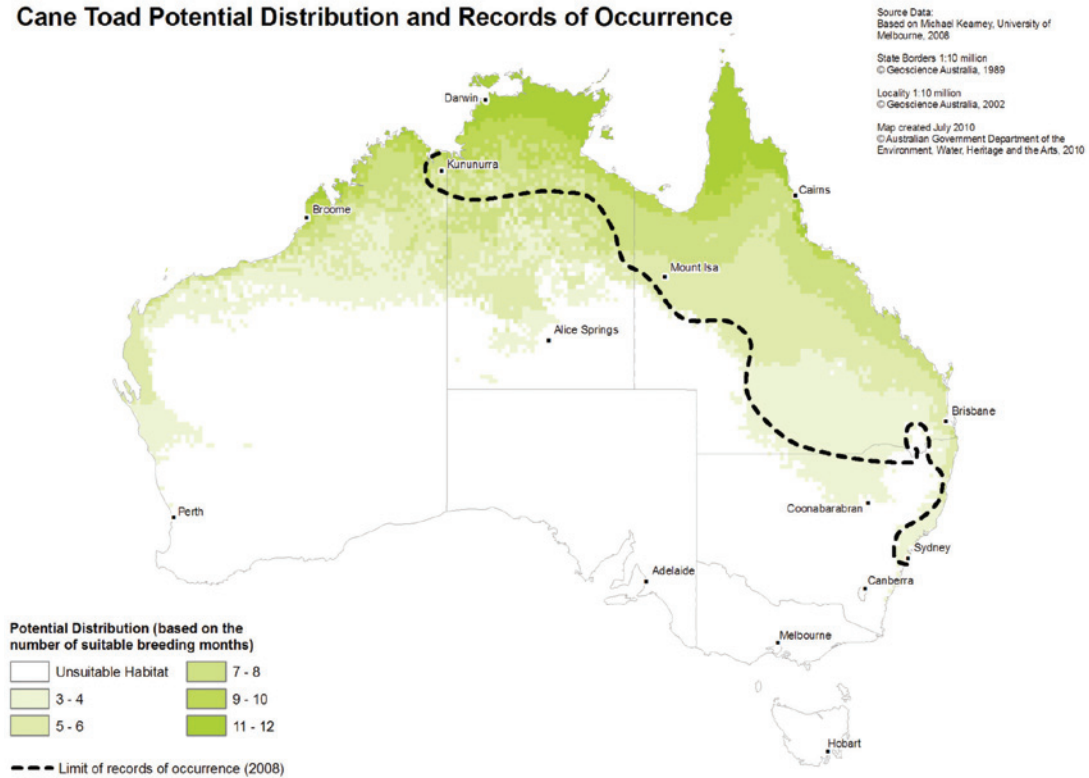 Cane Toad Potential Distribution and Records of Occurrence
Source Data:
Based on Michael Kearney, University of
Melbourne, 2008
State Borders 1:10 million
© Geoscience Australia, 1989
Locality 1:10 million
© Geoscience Australia, 2002
Map created July 2010
© Australian Government Department of the
Environment, Water, Heritage and the Arts, 2010
Darwin
Kununurra
Cairns
Broome
Mount Isa
Alice Springs
Brisbane
Coonabarabran
Perth
Sydney
Adelaide
Canberra
Melbourne
Hobart
Potential Distribution (based on the
number of suitable breeding months)
Unsuitable Habitat
3 - 4
5 - 6
7 - 8
9 - 10
11 - 12
Limit of records of occurrence (2008)